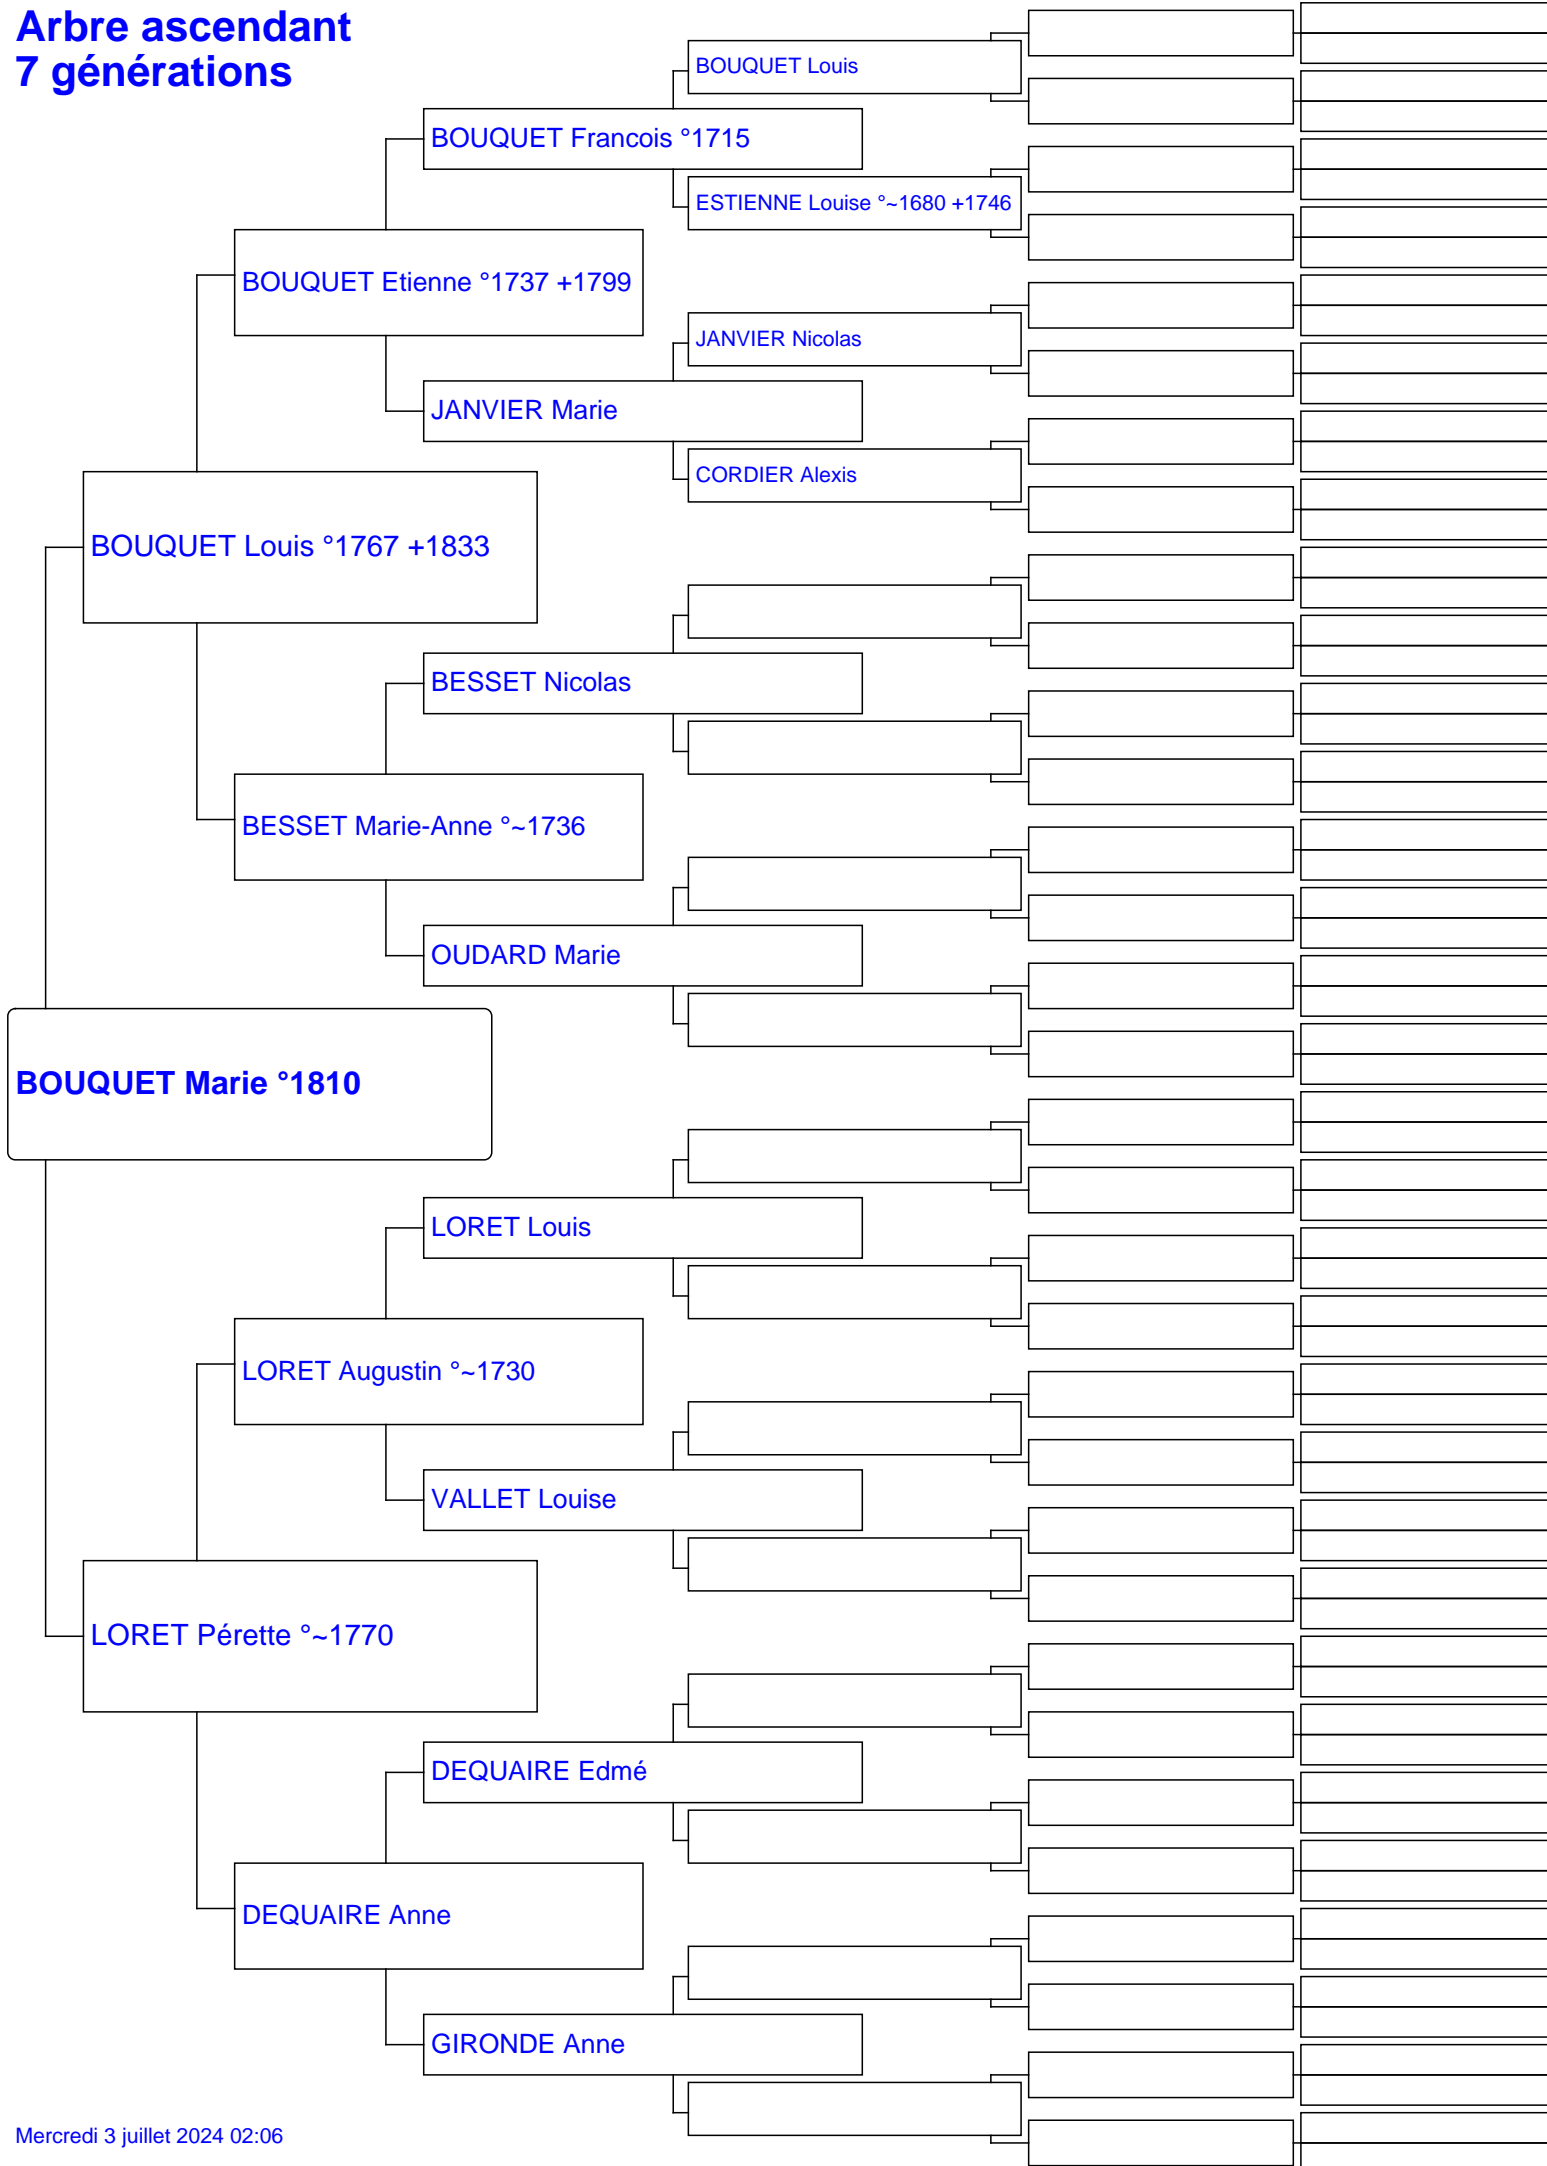 Arbre ascendant
7 générations
BOUQUET Louis
BOUQUET Francois °1715
ESTIENNE Louise °~1680 +1746
BOUQUET Etienne °1737 +1799
JANVIER Nicolas
JANVIER Marie
CORDIER Alexis
BOUQUET Louis °1767 +1833
BESSET Nicolas
BESSET Marie-Anne °~1736
OUDARD Marie
BOUQUET Marie °1810
LORET Louis
LORET Augustin °~1730
VALLET Louise
LORET Pérette °~1770
DEQUAIRE Edmé
DEQUAIRE Anne
GIRONDE Anne
Mercredi 3 juillet 2024 02:06